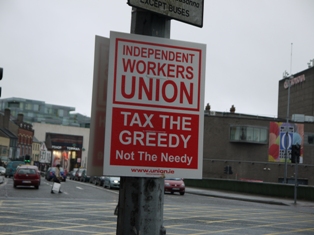 EXCEPT BUSES
INDEPENDENT
WORKERS
UNION
TAX THE
GREEDY
Not The Needy
www.union.ie